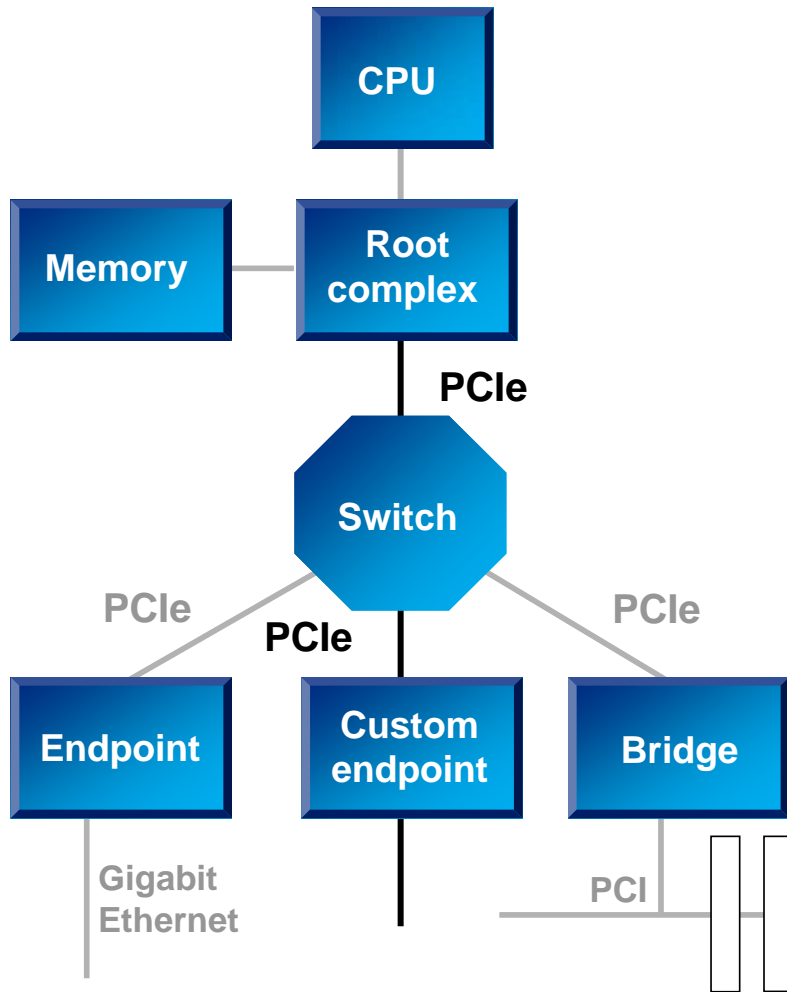 CPU
Memory
Root
complex
PCIe
Switch
PCIe
PCIe
PCIe
Endpoint
Custom
endpoint
Bridge
Gigabit
Ethernet
PCI